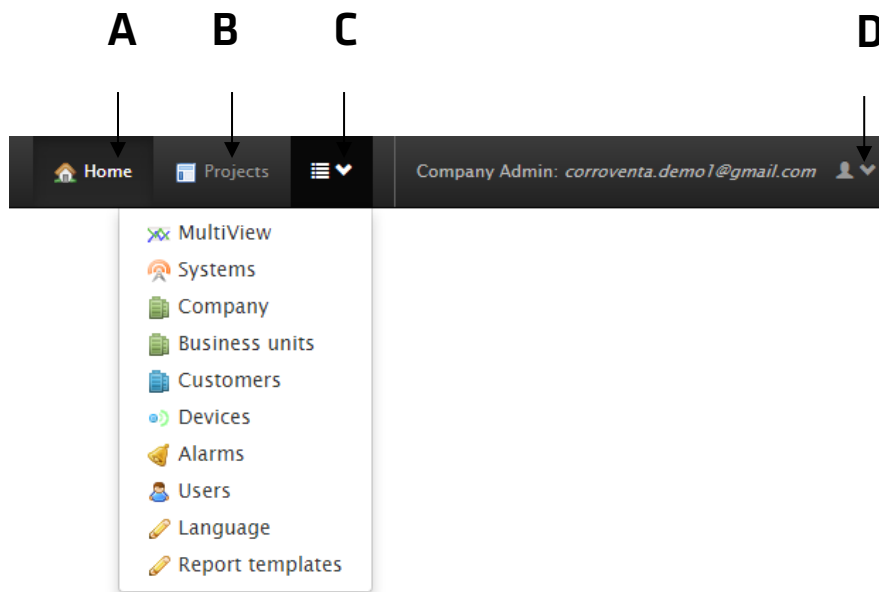 A B C D
Home Projects Company Admin: corroventa.demo1@gmail.com
MultiView
Systems
Company
Business units
Customers
Devices
Alarms
Users
Language
Report templates